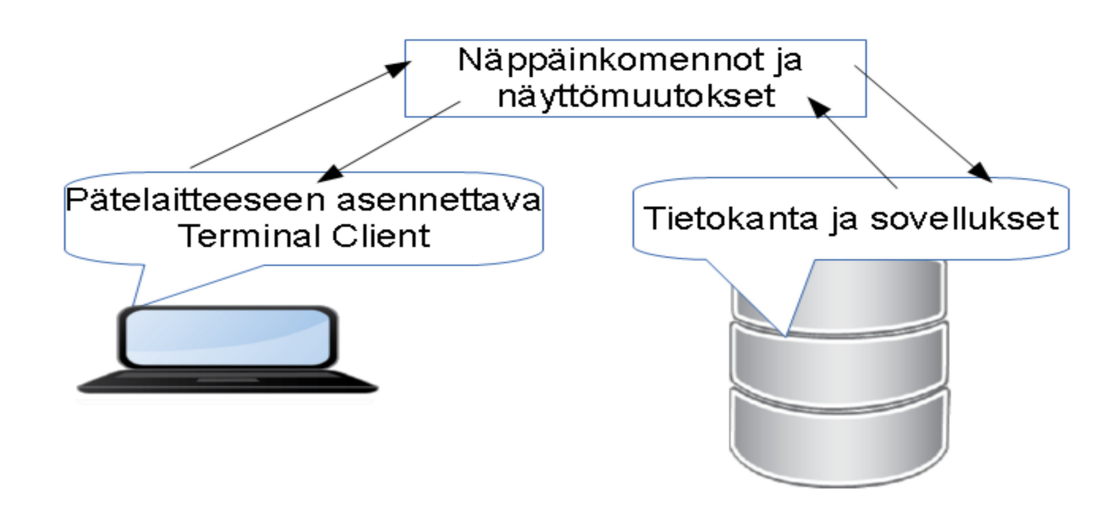 Näppäinkomennot ja
näyttömuutokset
Pätelaitteeseen asennettava
Terminal Client
Tietokanta ja sovellukset